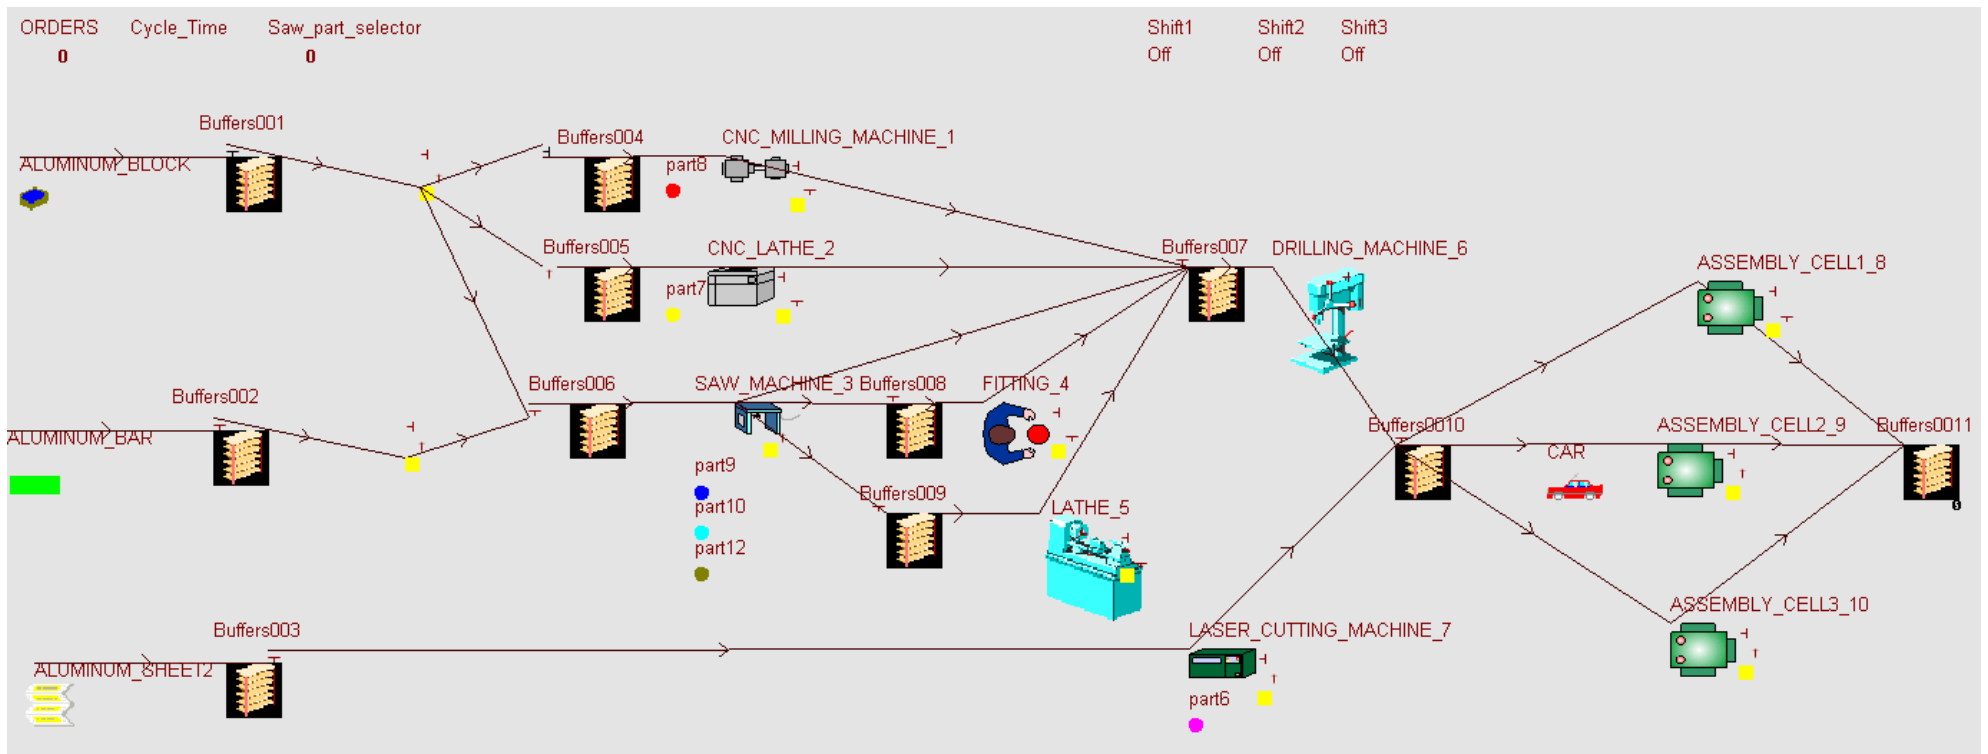 ORDERS Cycle_Time Saw_part_selector Shift1 Shift2 Shift3
0 0 Off Off Off
Buffers001 Buffers004 CNC_MILLING_MACHINE_1
ALUMINUM_BLOCK part8
Buffers005 CNC_LATHE_2 Buffers007 DRILLING_MACHINE_6
ASSEMBLY_CELL1_8
part7
Buffers002 Buffers006 SAW_MACHINE_3 Buffers008 FITTING_4
Buffers0010 ASSEMBLY_CELL2_9 Buffers0011
ALUMINUM_BAR CAR
part9
Buffers009
part10 LATHE_5
0
part12
ASSEMBLY_CELL3_10
Buffers003 LASER_CUTTING_MACHINE_7
ALUMINUM_SHEET2
part6